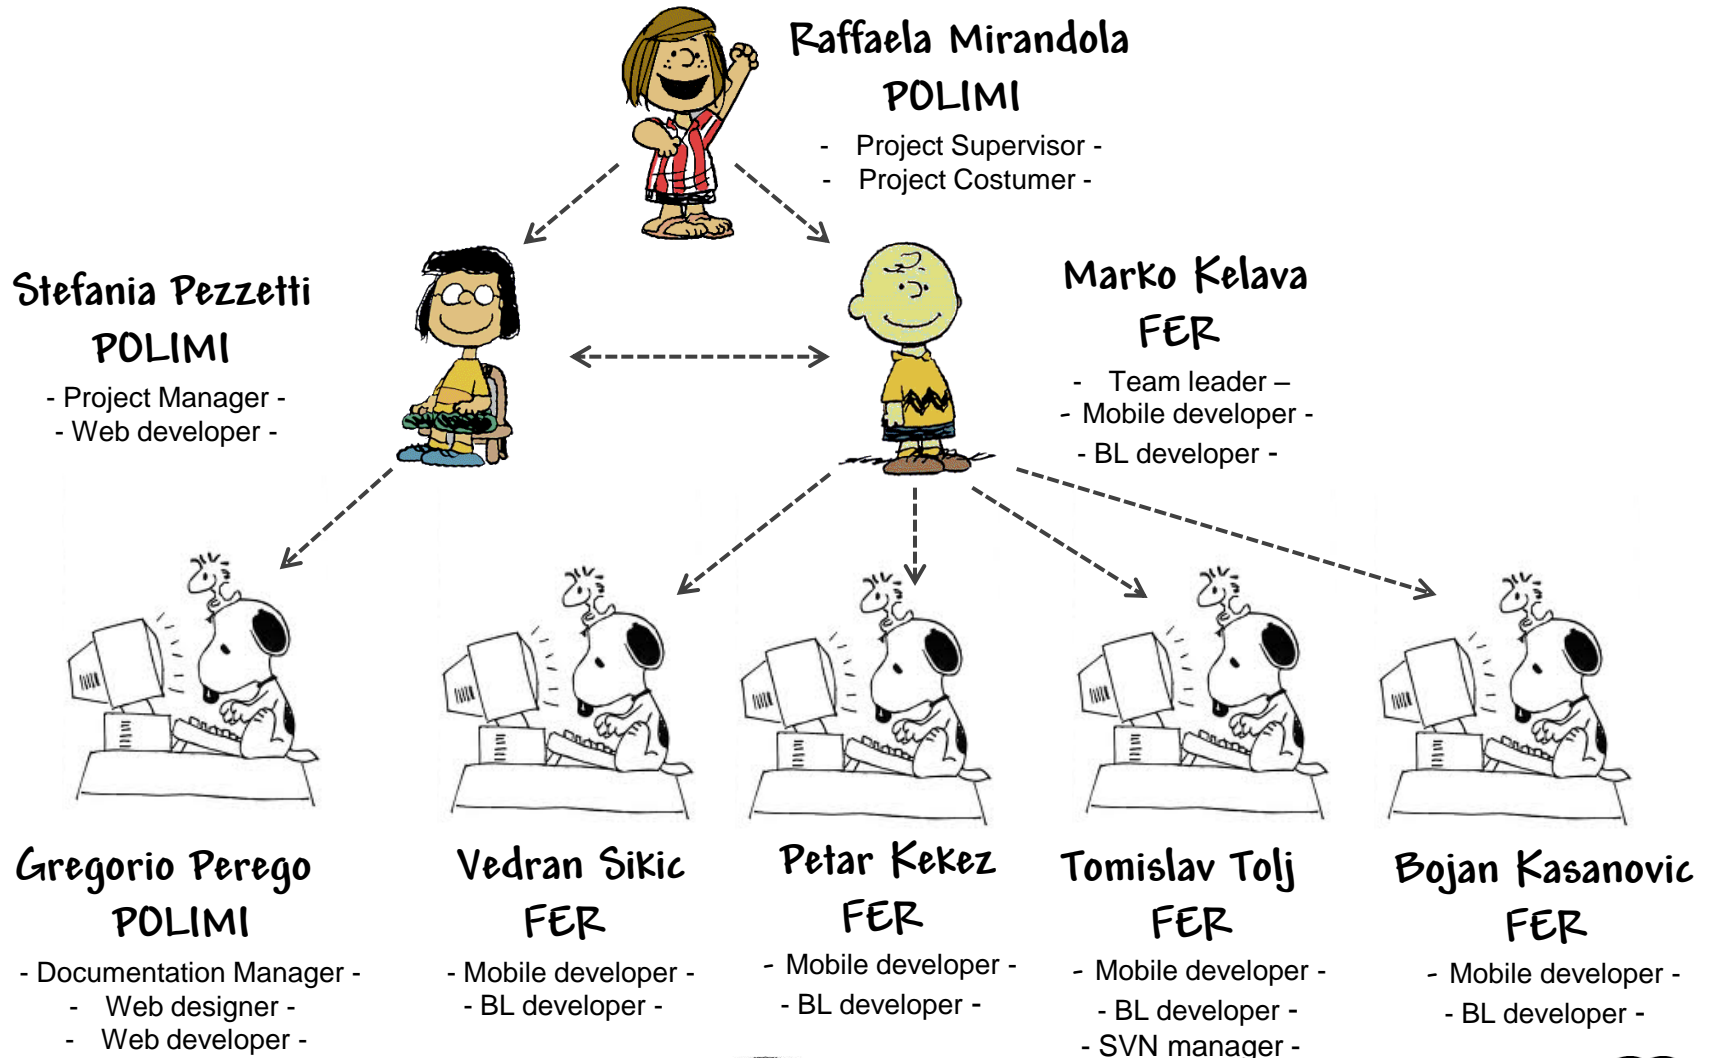 Raffaela Mirandola
POLIMI
- Project Supervisor -
- Project Costumer -
Stefania Pezzetti
POLIMI
- Project Manager -
- Web developer -
Marko Kelava
FER
- Team leader –
- Mobile developer -
- BL developer -
Gregorio Perego
POLIMI
- Documentation Manager -
- Web designer -
- Web developer -
Vedran Sikic
FER
- Mobile developer -
- BL developer -
Petar Kekez
FER
- Mobile developer -
- BL developer -
Tomislav Tolj
FER
- Mobile developer -
- BL developer -
- SVN manager -
Bojan Kasanovic
FER
- Mobile developer -
- BL developer -